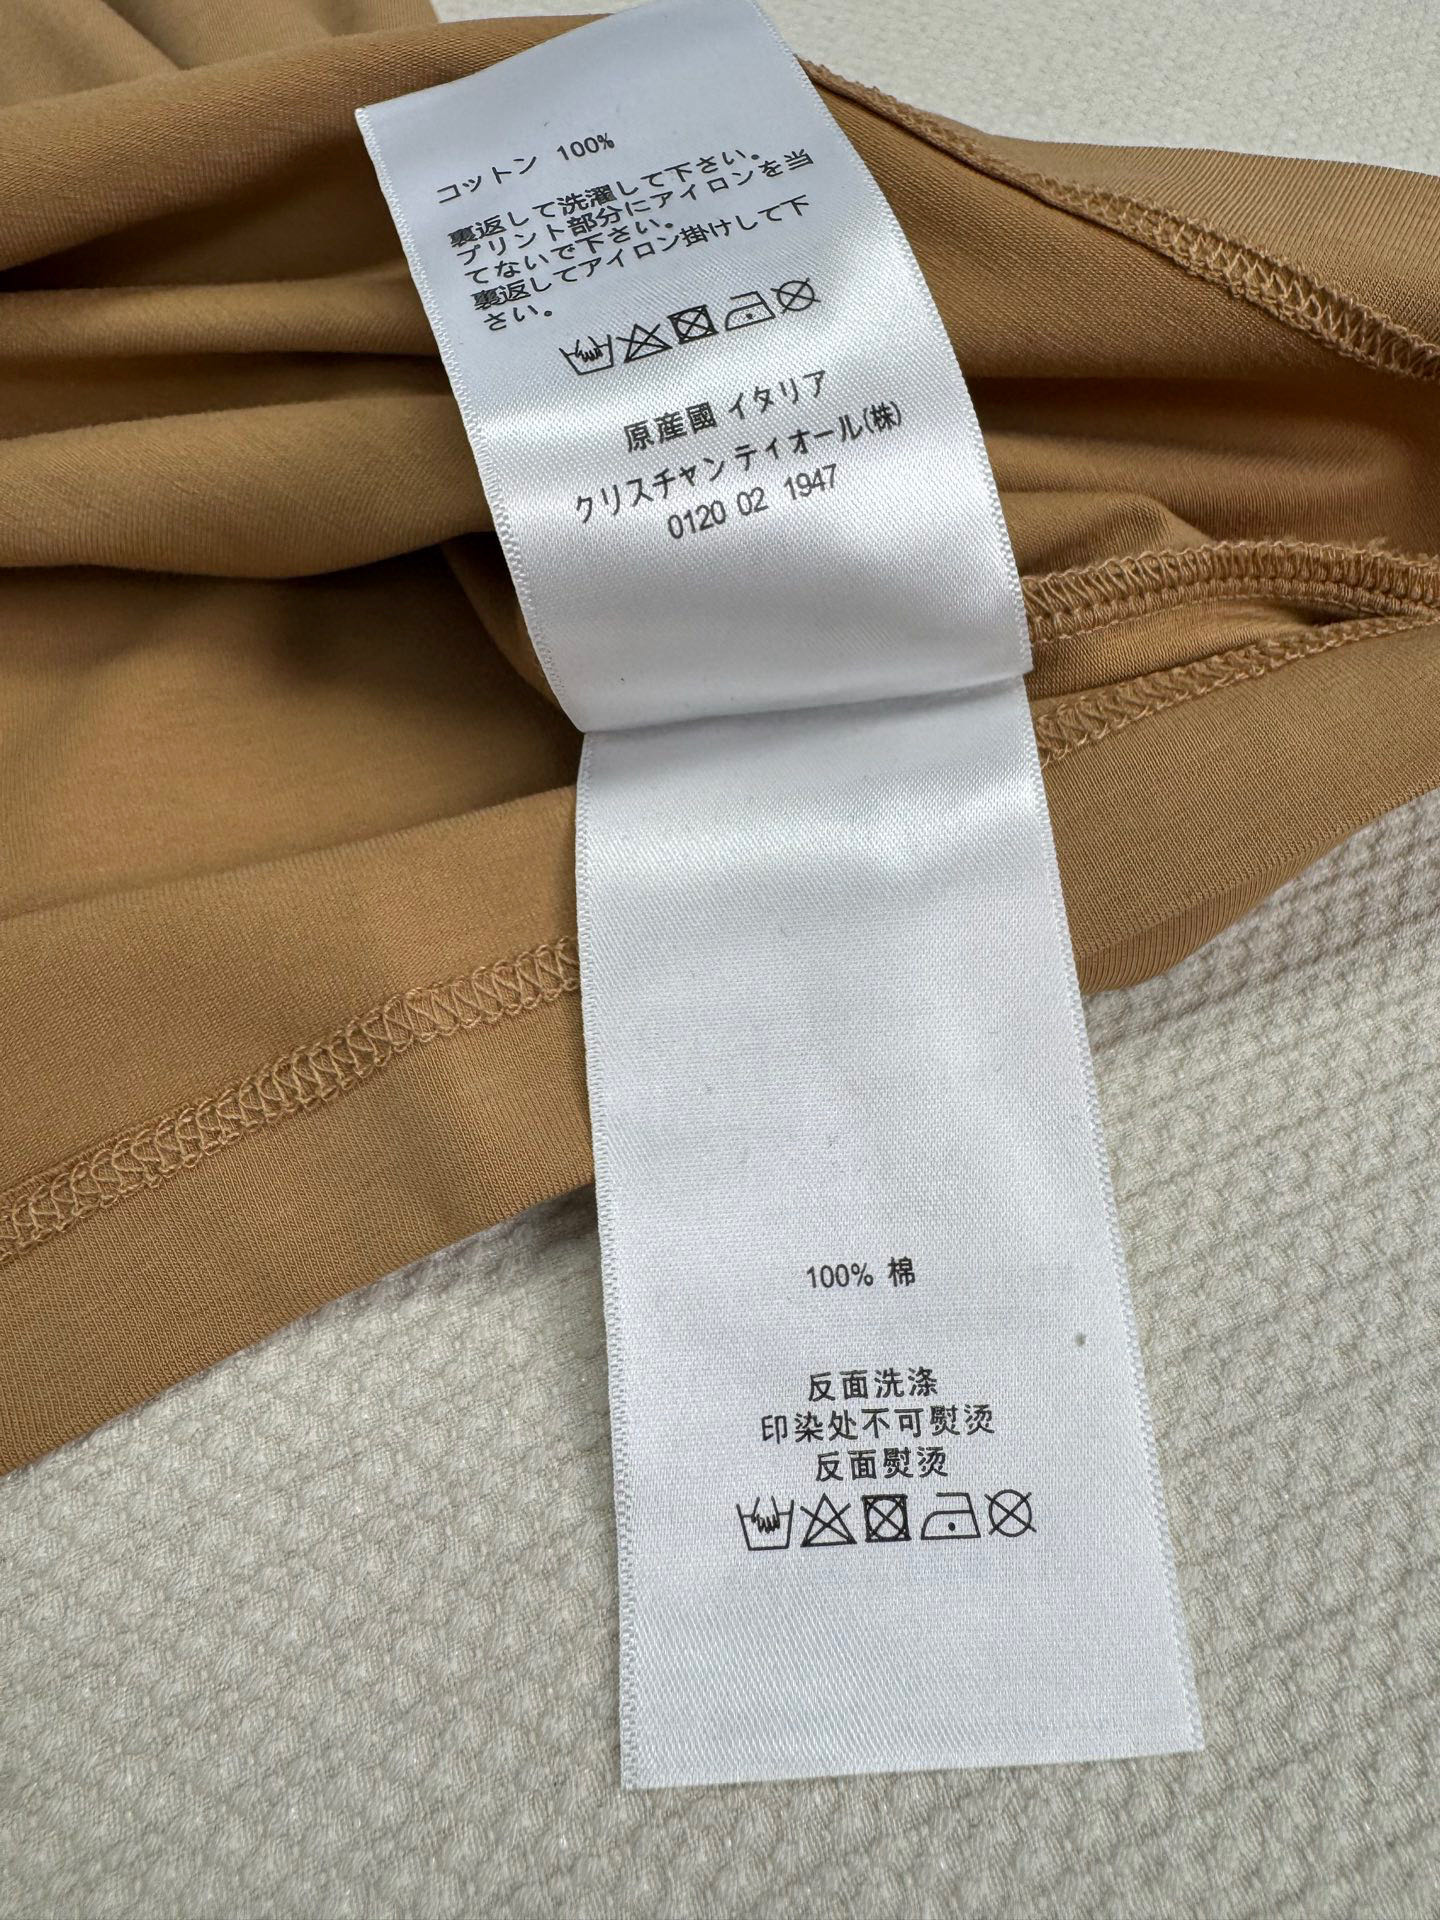 コットン 100%
裏返して洗濯して下さい。
プリント部分にアイロンを当
てないで下さい。
裏返してアイロン掛けして下
さい。
原産國 イタリア
クリスチャン ティオール(株)
0120 02 1947
100% 棉
反面洗涤
印染处不可熨烫
反面熨烫